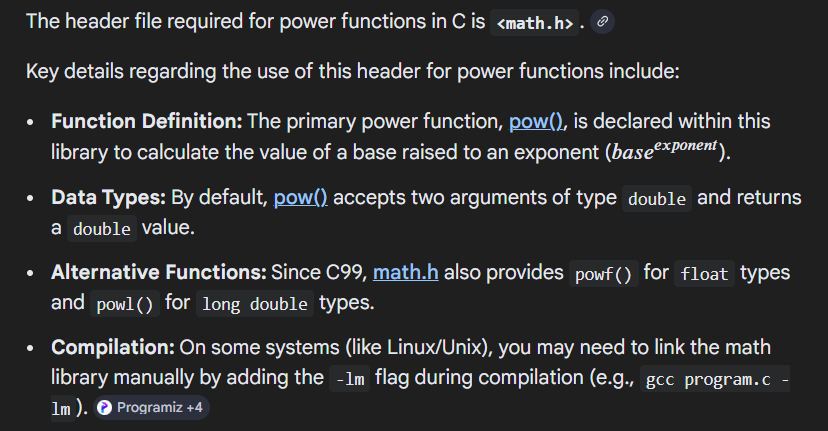 The header file required for power functions in C is <math.h>.
Key details regarding the use of this header for power functions include:
• Function Definition: The primary power function, pow(), is declared within this
library to calculate the value of a base raised to an exponent (base^exponent).
• Data Types: By default, pow() accepts two arguments of type double and returns
a double value.
• Alternative Functions: Since C99, math.h also provides powf() for float types
and powl() for long double types.
• Compilation: On some systems (like Linux/Unix), you may need to link the math
library manually by adding the -lm flag during compilation (e.g., gcc program.c -
lm). Programiz +4